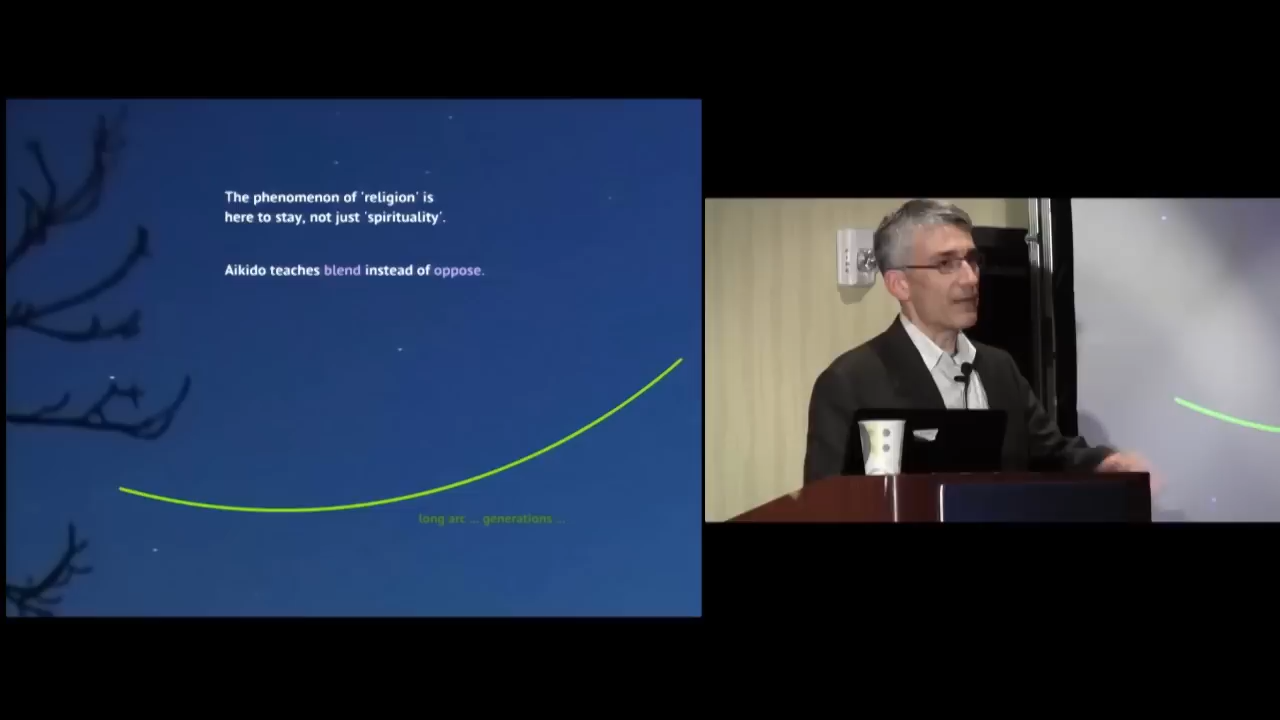 The phenomenon of 'religion' is
here to stay, not just 'spirituality'.
Aikido teaches blend instead of oppose.
long arc ... generations ...